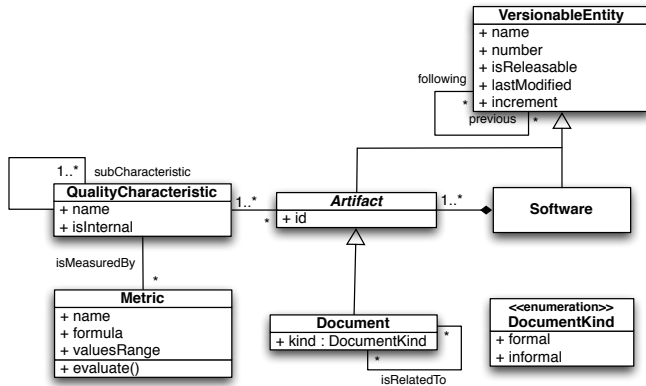 VersionableEntity
+ name
+ number
+ isReleasable
+ lastModified
+ increment
following
*
previous
*
1..*
subCharacteristic
QualityCharacteristic
+ name
+ isInternal
1..*
*
Artifact
+ id
1..*
Software
isMeasuredBy
*
Metric
+ name
+ formula
+ valuesRange
+ evaluate()
Document
+ kind : DocumentKind
*
*
isRelatedTo
<<enumeration>>
DocumentKind
+ formal
+ informal